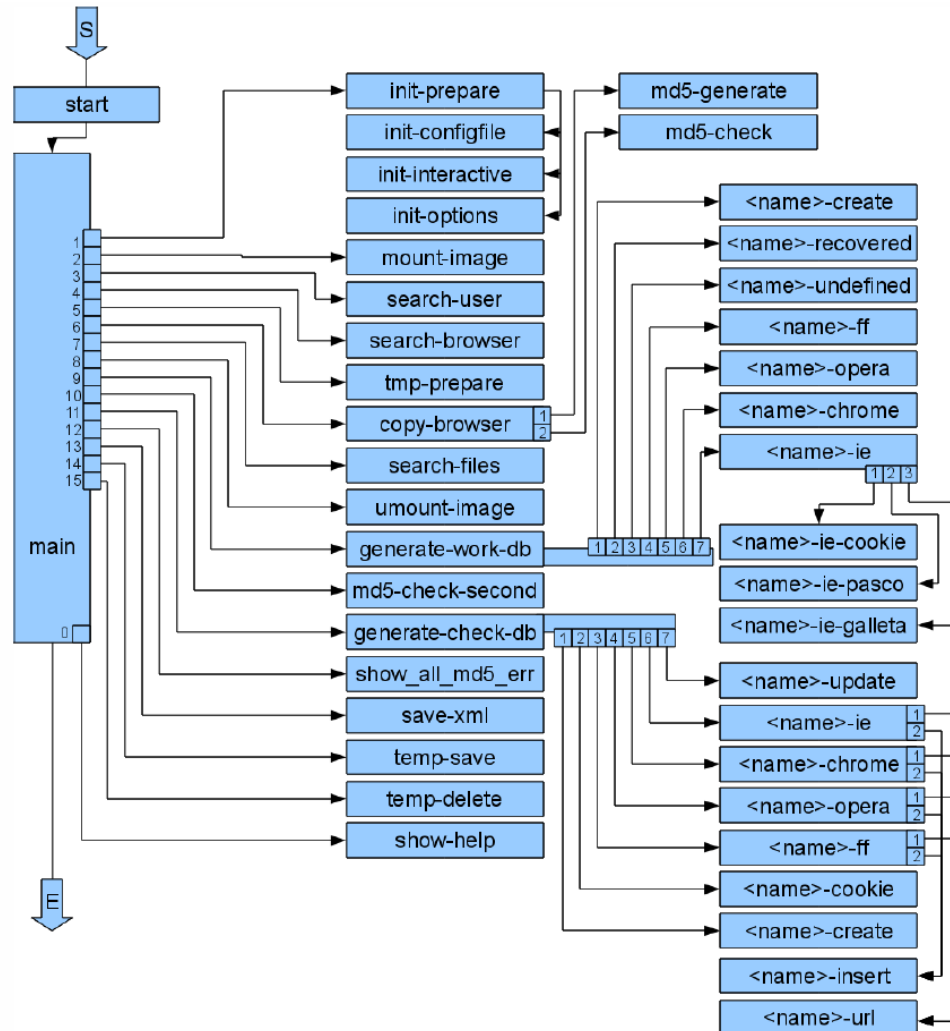 S
start
main
1
2
3
4
5
6
7
8
9
10
11
12
13
14
15
0
E
init-prepare
init-configfile
init-interactive
init-options
mount-image
search-user
search-browser
tmp-prepare
copy-browser
1
2
search-files
umount-image
generate-work-db
1 2 3 4 5 6 7
md5-check-second
generate-check-db
1 2 3 4 5 6 7
show_all_md5_err
save-xml
temp-save
temp-delete
show-help
md5-generate
md5-check
<name>-create
<name>-recovered
<name>-undefined
<name>-ff
<name>-opera
<name>-chrome
<name>-ie
1 2 3
<name>-ie-cookie
<name>-ie-pasco
<name>-ie-galleta
<name>-update
<name>-ie
1
2
<name>-chrome
1
2
<name>-opera
1
2
<name>-ff
1
2
<name>-cookie
<name>-create
<name>-insert
<name>-url